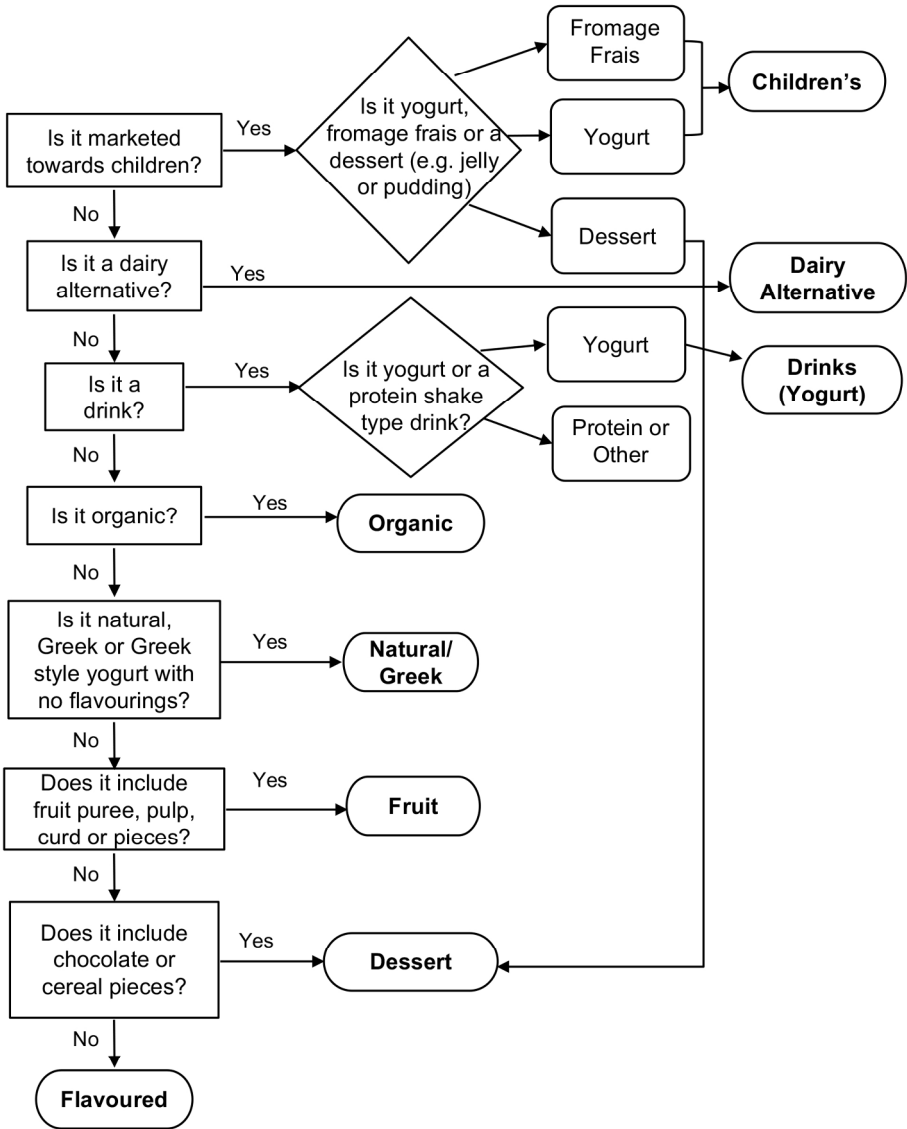 Is it marketed
towards children?
Yes
Is it yogurt,
fromage frais or a
dessert (e.g. jelly
or pudding)
Fromage
Frais
Yogurt
Dessert
Children's
No
Is it a dairy
alternative?
Yes
Dairy
Alternative
No
Is it a
drink?
Yes
Is it yogurt or a
protein shake
type drink?
Yogurt
Protein or
Other
Drinks
(Yogurt)
No
Is it organic?
Yes
Organic
No
Is it natural,
Greek or Greek
style yogurt with
no flavourings?
Yes
Natural/
Greek
No
Does it include
fruit puree, pulp,
curd or pieces?
Yes
Fruit
No
Does it include
chocolate or
cereal pieces?
Yes
Dessert
No
Flavoured